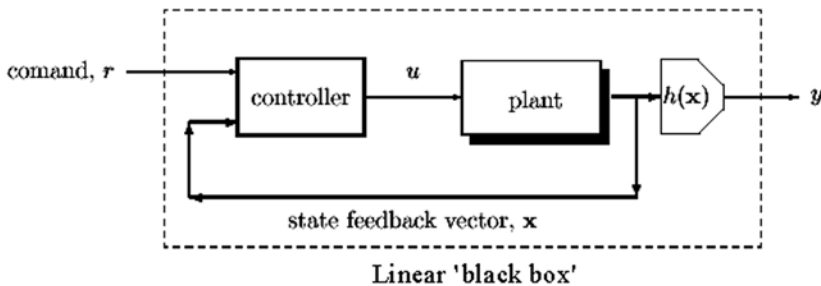 comand, r
controller
u
plant
h(x)
y
state feedback vector, x
Linear 'black box'